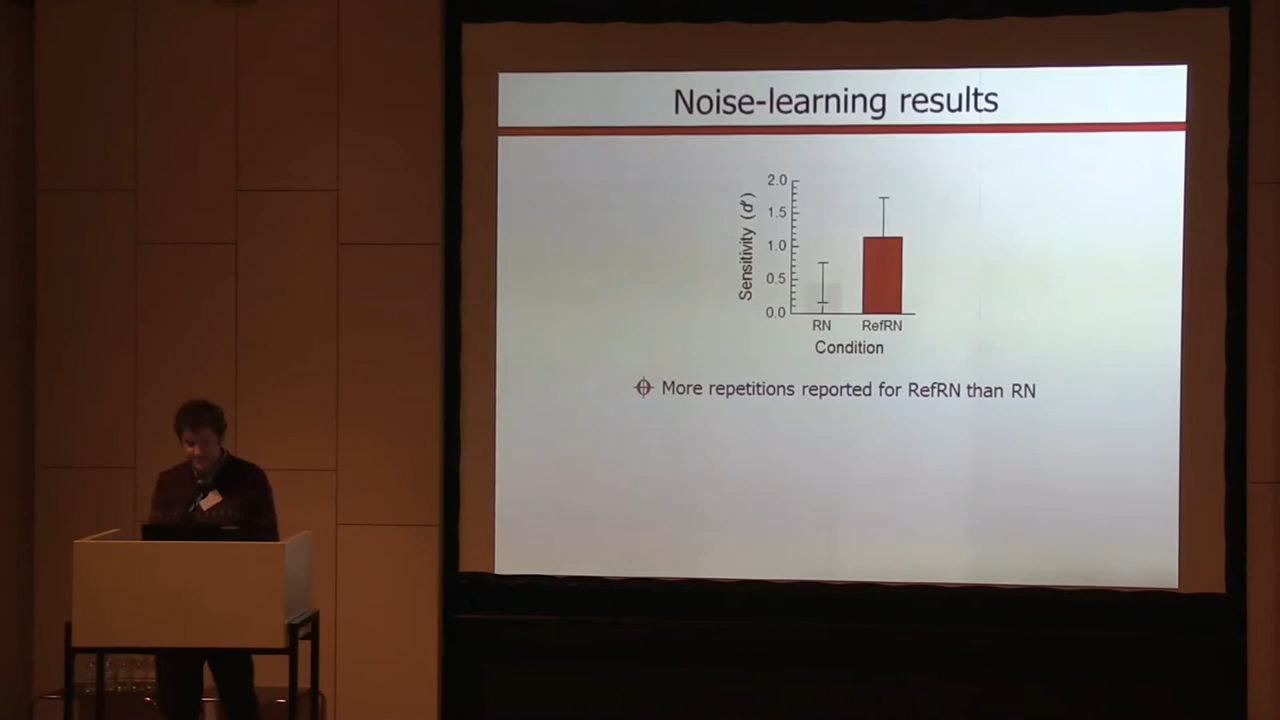 Noise-learning results
2.0
1.5
1.0
0.5
0.0
Sensitivity (d')
RN RefRN
Condition
More repetitions reported for RefRN than RN